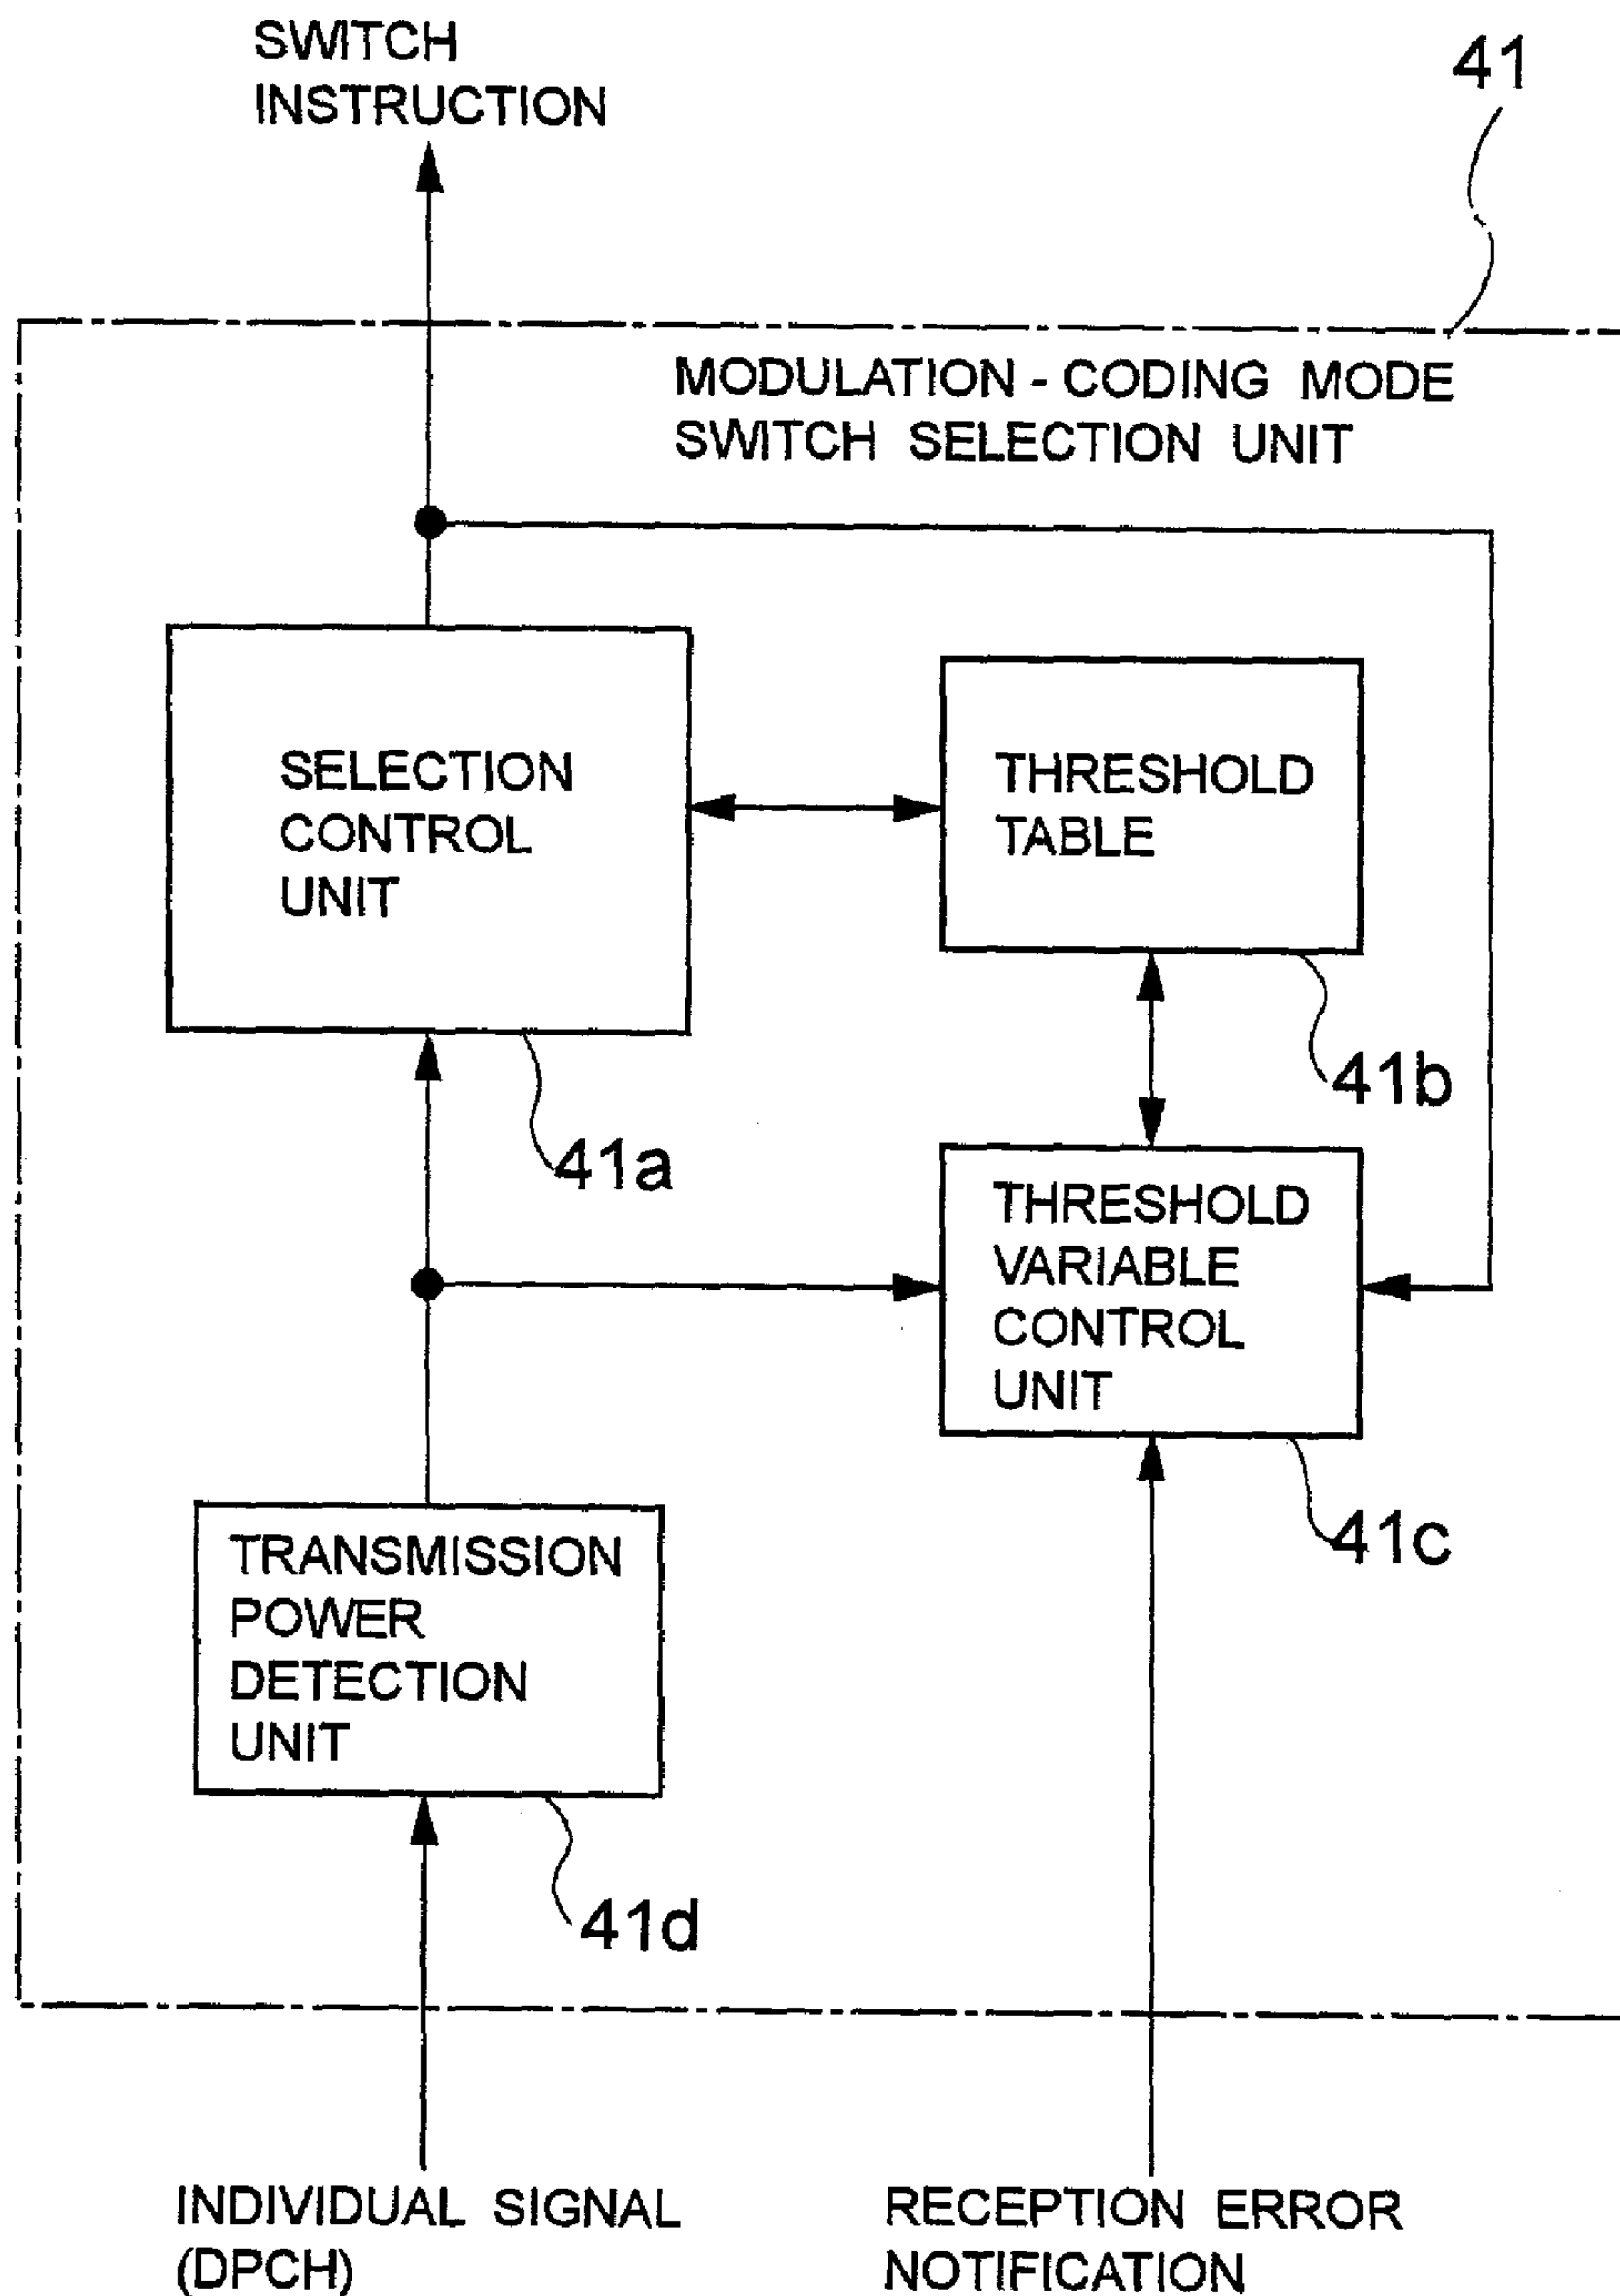 SWITCH
INSTRUCTION
41
MODULATION - CODING MODE
SWITCH SELECTION UNIT
SELECTION
CONTROL
UNIT
THRESHOLD
TABLE
41b
41a
THRESHOLD
VARIABLE
CONTROL
UNIT
41c
TRANSMISSION
POWER
DETECTION
UNIT
41d
INDIVIDUAL SIGNAL
(DPCH)
RECEPTION ERROR
NOTIFICATION